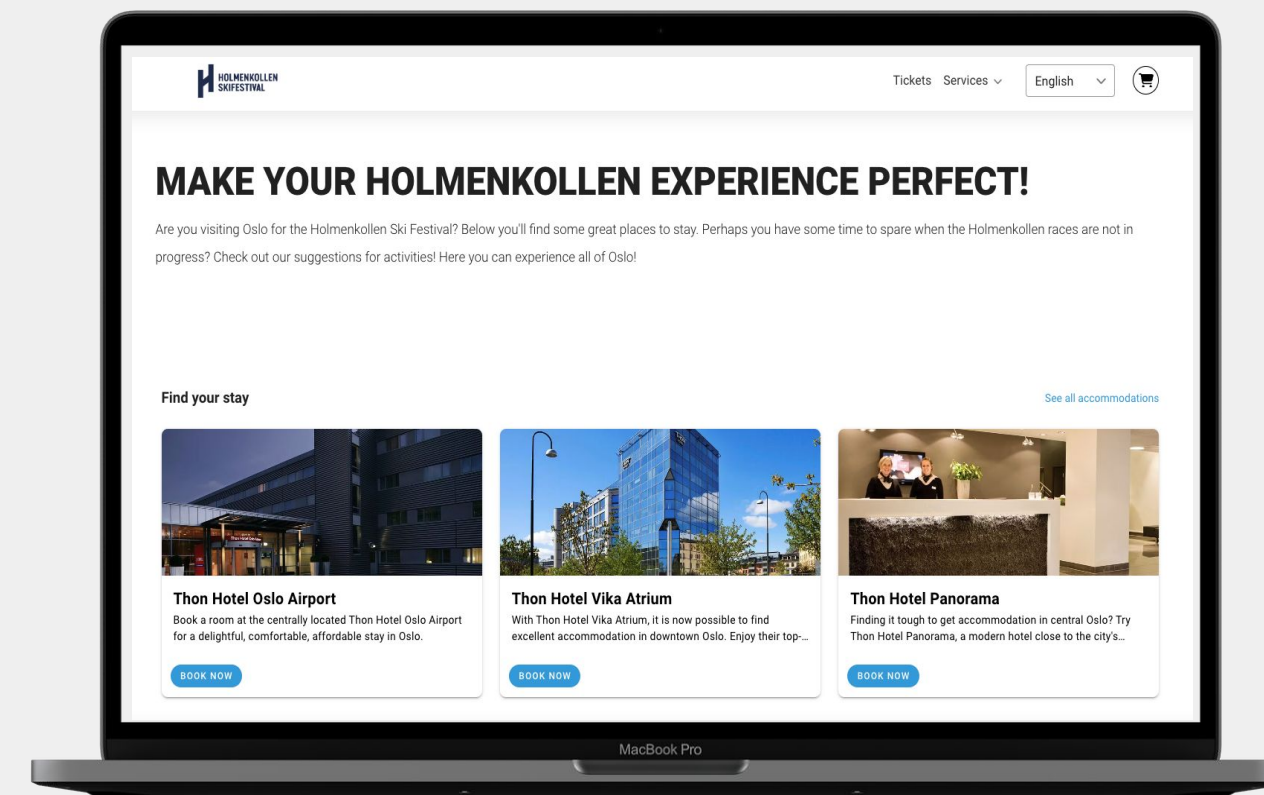 HOLMENKOLLEN
SKIFESTIVAL
Tickets Services English
MAKE YOUR HOLMENKOLLEN EXPERIENCE PERFECT!
Are you visiting Oslo for the Holmenkollen Ski Festival? Below you'll find some great places to stay. Perhaps you have some time to spare when the Holmenkollen races are not in
progress? Check out our suggestions for activities! Here you can experience all of Oslo!
Find your stay
See all accommodations
Thon Hotel Oslo Airport
Book a room at the centrally located Thon Hotel Oslo Airport
for a delightful, comfortable, affordable stay in Oslo.
BOOK NOW
Thon Hotel Vika Atrium
With Thon Hotel Vika Atrium, it is now possible to find
excellent accommodation in downtown Oslo. Enjoy their top-...
BOOK NOW
Thon Hotel Panorama
Finding it tough to get accommodation in central Oslo? Try
Thon Hotel Panorama, a modern hotel close to the city's...
BOOK NOW
MacBook Pro